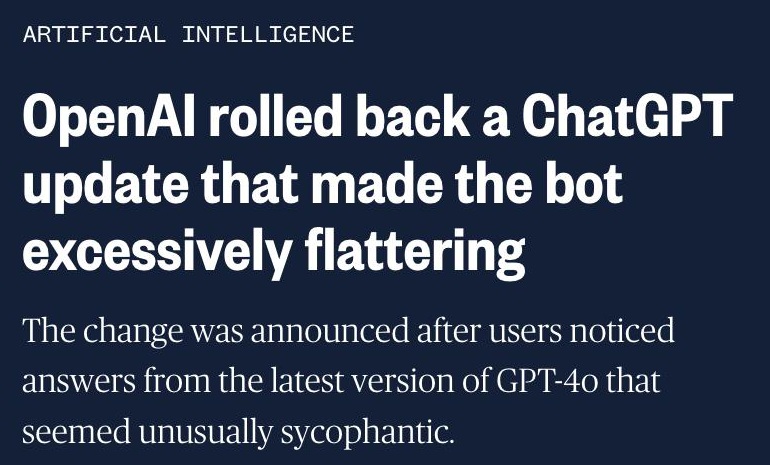 ARTIFICIAL INTELLIGENCE
OpenAI rolled back a ChatGPT
update that made the bot
excessively flattering
The change was announced after users noticed
answers from the latest version of GPT-4o that
seemed unusually sycophantic.